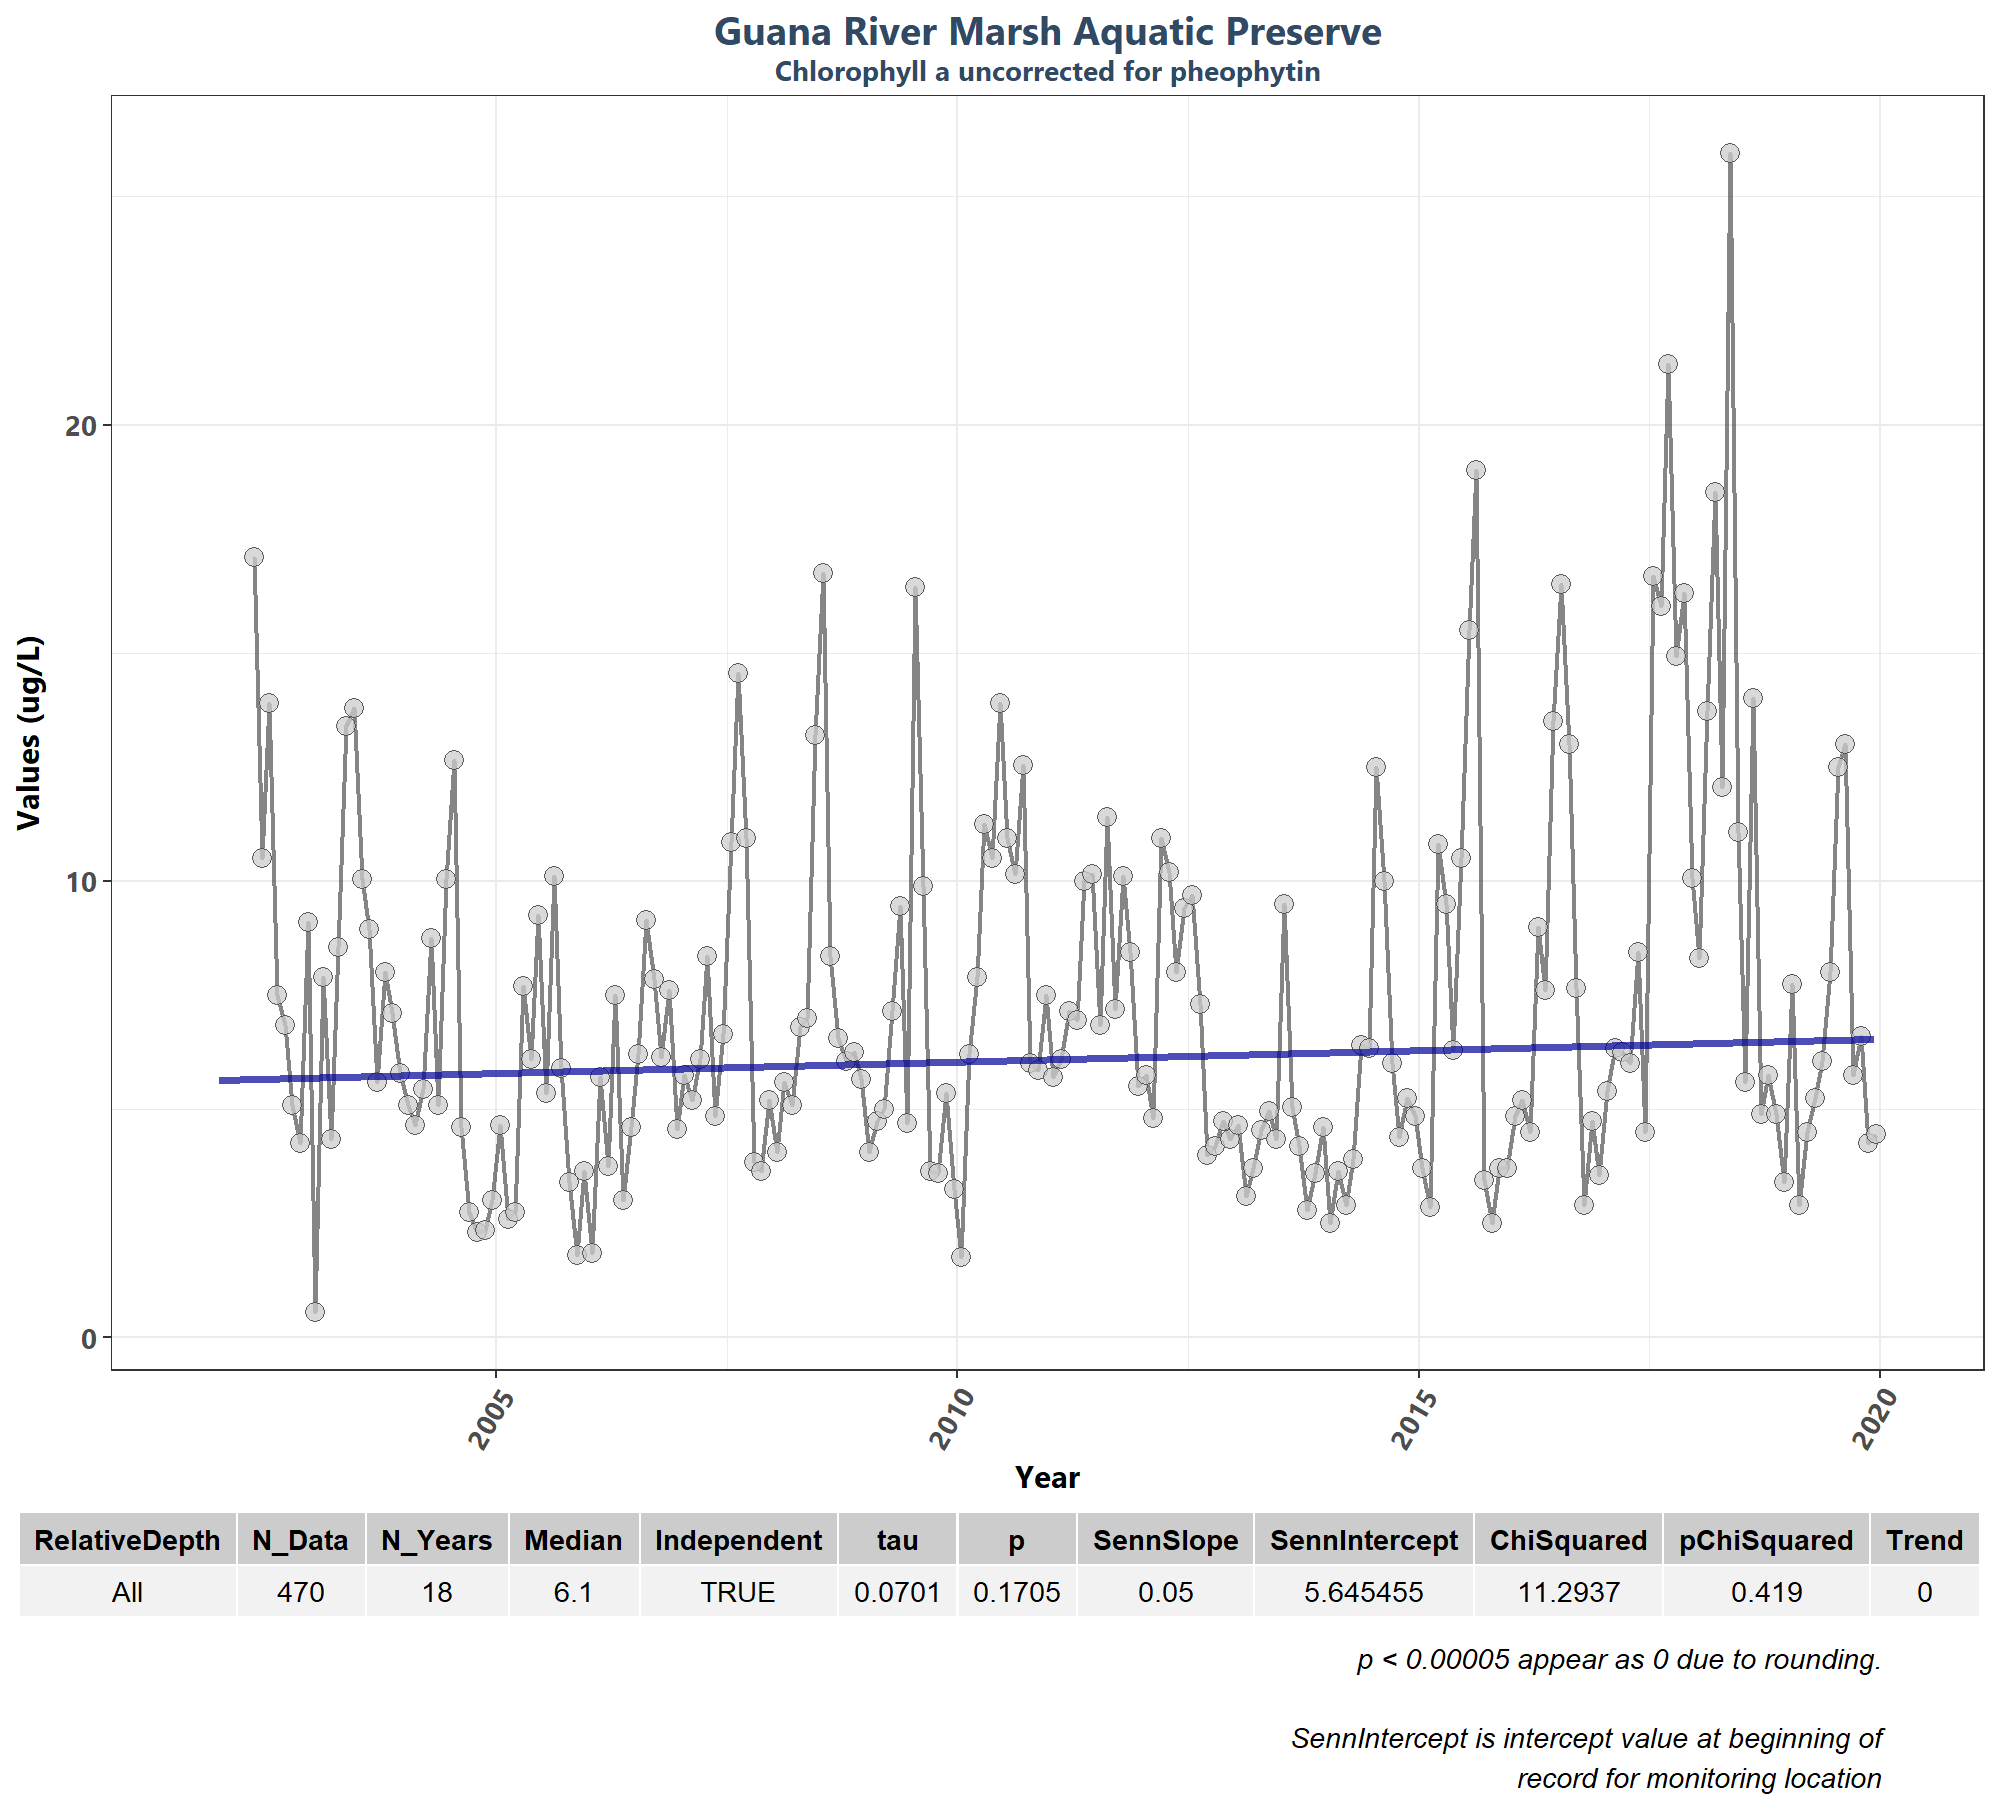 Guana River Marsh Aquatic Preserve
Chlorophyll a uncorrected for pheophytin
Values (ug/L)
20
10
0
2005 2010 2015 2020
Year
RelativeDepth N_Data N_Years Median Independent tau p SennSlope SennIntercept ChiSquared pChiSquared Trend
All 470 18 6.1 TRUE 0.0701 0.1705 0.05 5.645455 11.2937 0.419 0
p < 0.00005 appear as 0 due to rounding.
SennIntercept is intercept value at beginning of
record for monitoring location